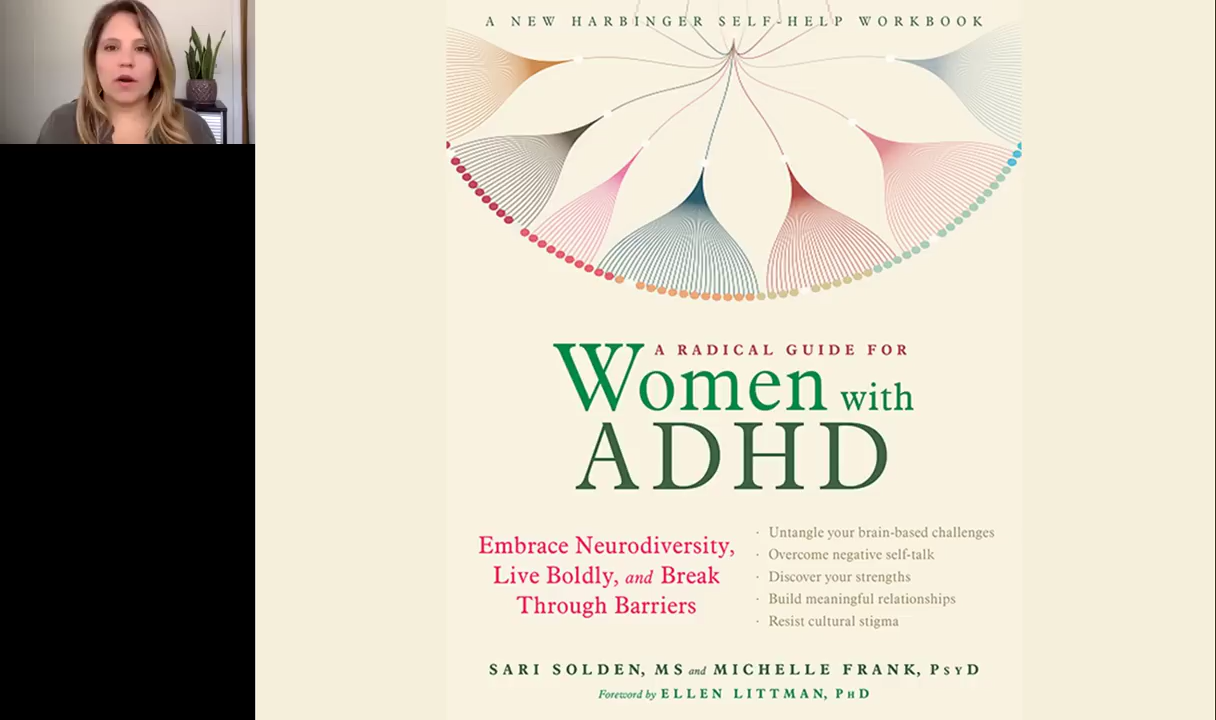 A NEW HARBINGER SELF-HELP WORKBOOK
A RADICAL GUIDE FOR
Women with
ADHD
Embrace Neurodiversity,
Live Boldly, and Break
Through Barriers
· Untangle your brain-based challenges
· Overcome negative self-talk
· Discover your strengths
· Build meaningful relationships
· Resist cultural stigma
SARI SOLDEN, MS and MICHELLE FRANK, PSYD
Foreword by ELLEN LITTMAN, PHD